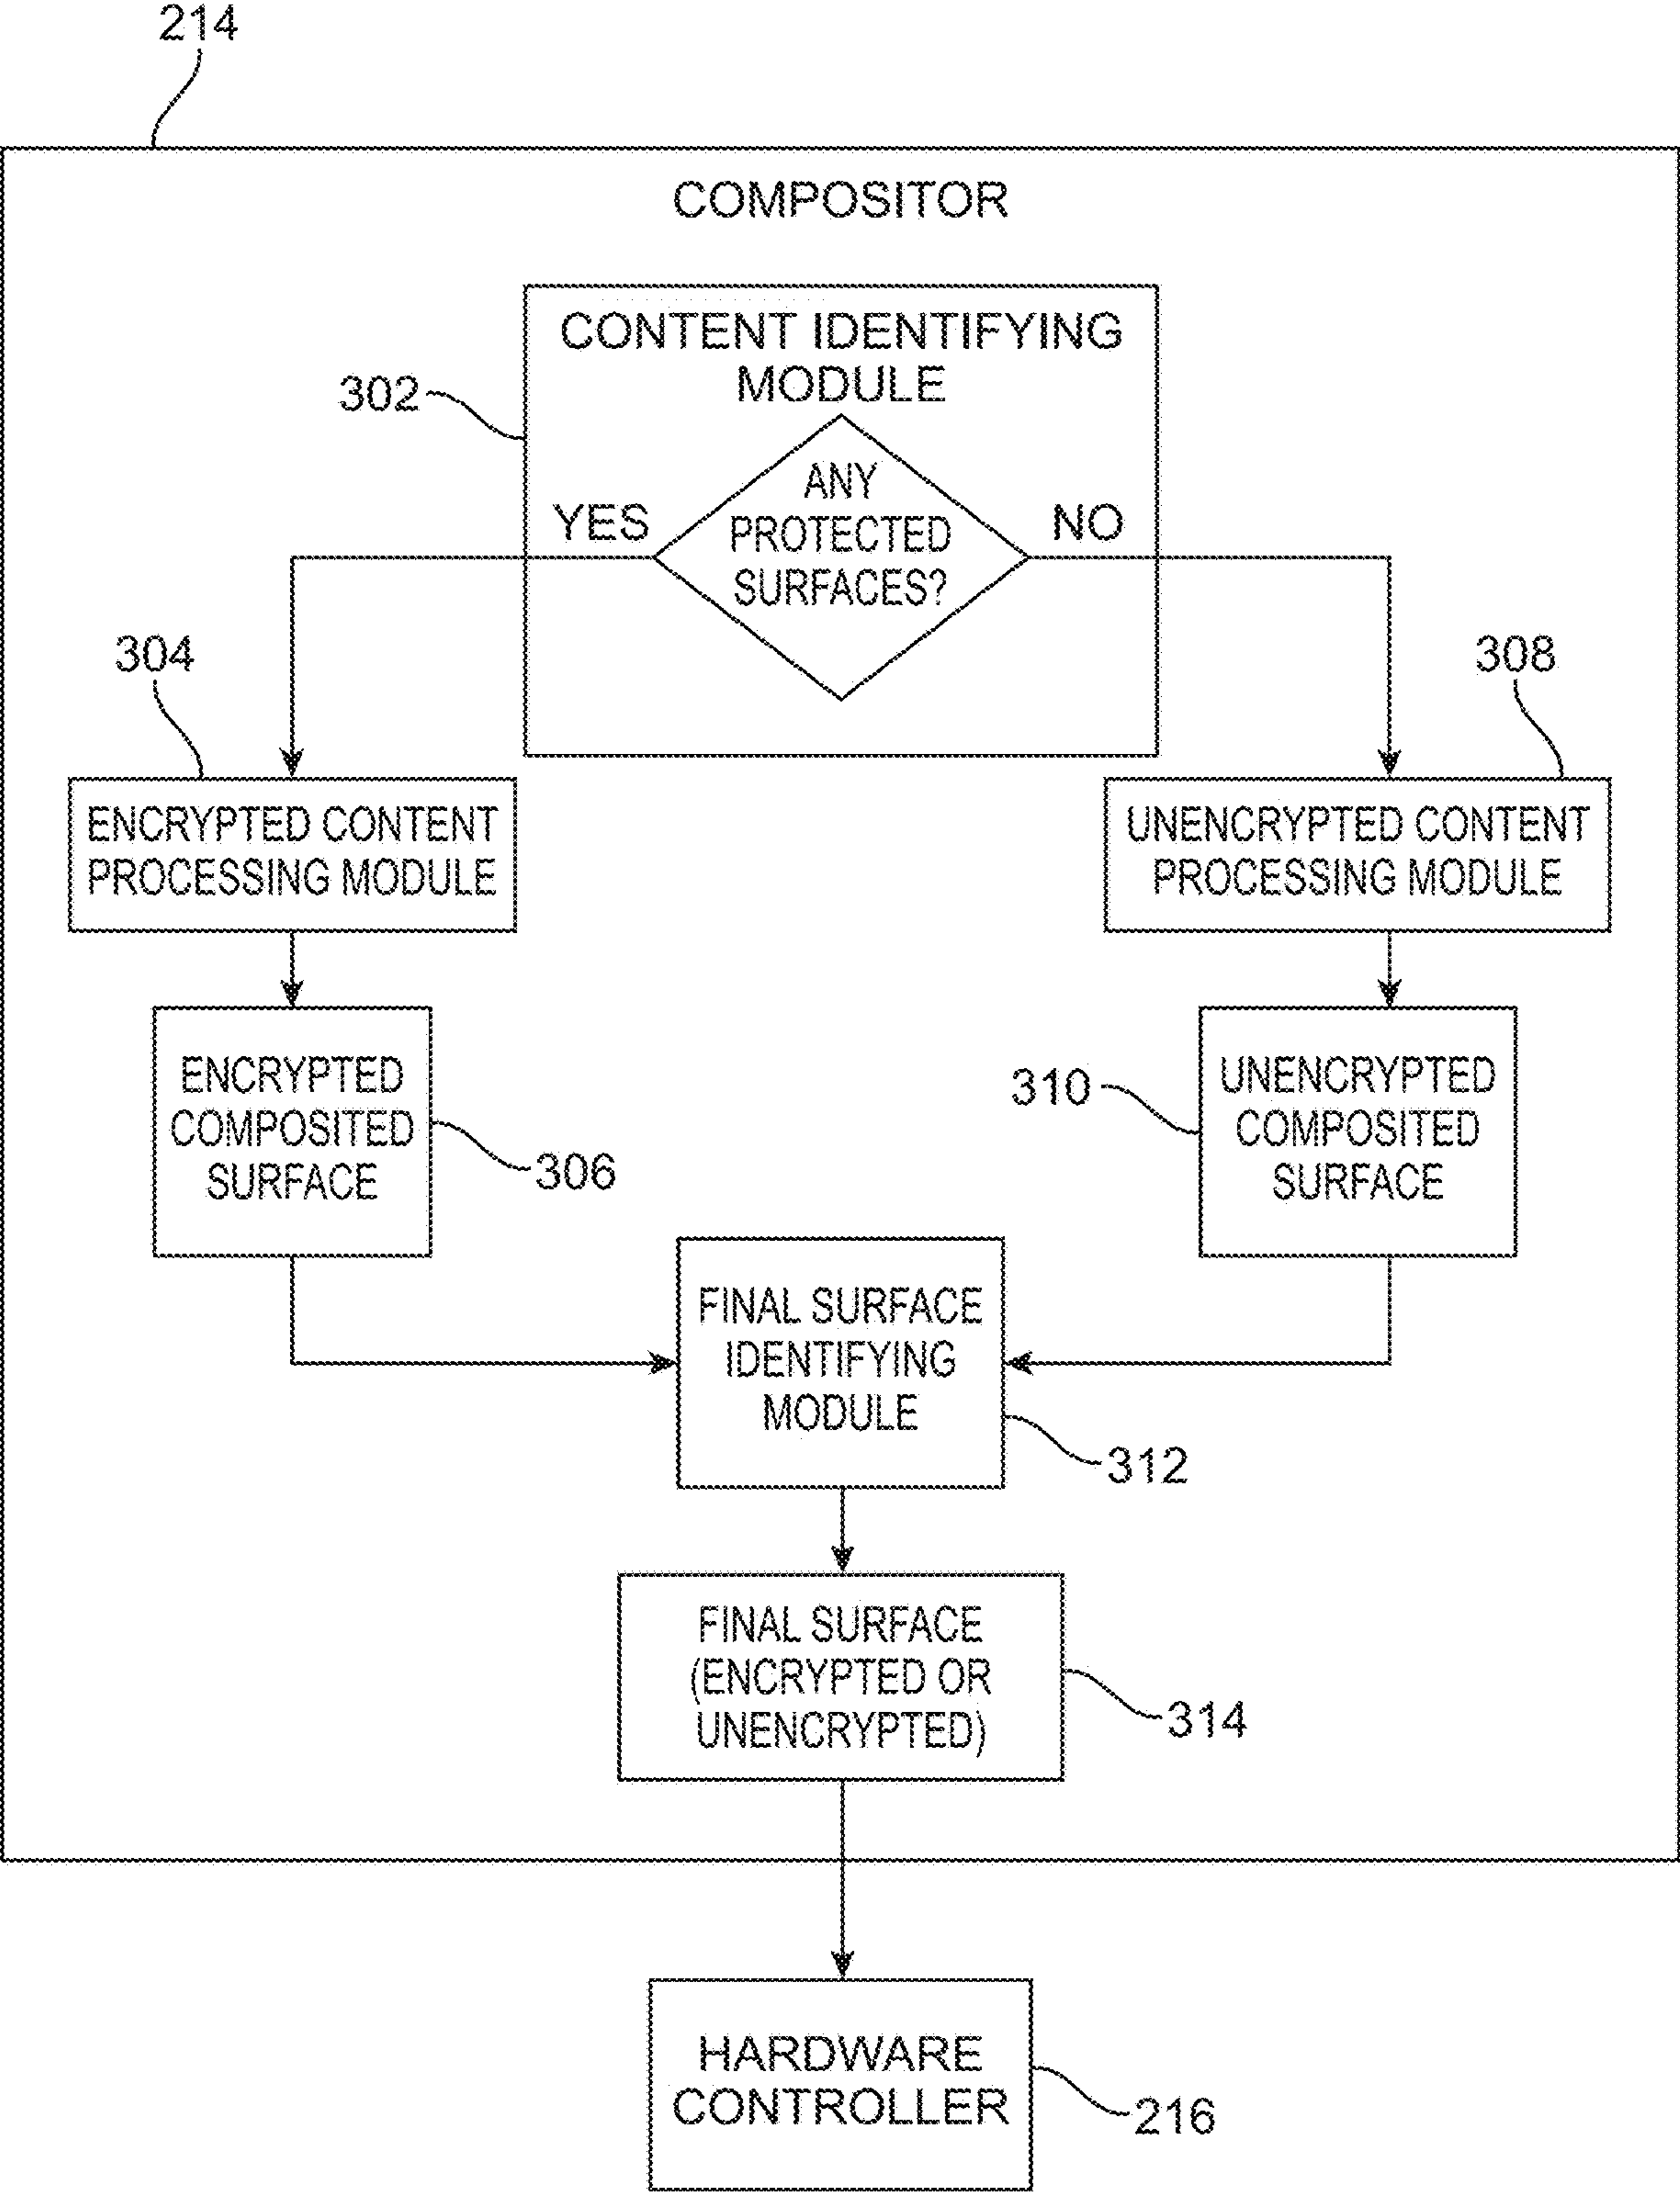 214
COMPOSITOR
CONTENT IDENTIFYING
MODULE
302
ANY
PROTECTED
SURFACES?
YES
NO
304
308
ENCRYPTED CONTENT
PROCESSING MODULE
UNENCRYPTED CONTENT
PROCESSING MODULE
ENCRYPTED
COMPOSITED
SURFACE
306
310
UNENCRYPTED
COMPOSITED
SURFACE
FINAL SURFACE
IDENTIFYING
MODULE
312
FINAL SURFACE
(ENCRYPTED OR
UNENCRYPTED)
314
HARDWARE
CONTROLLER
216